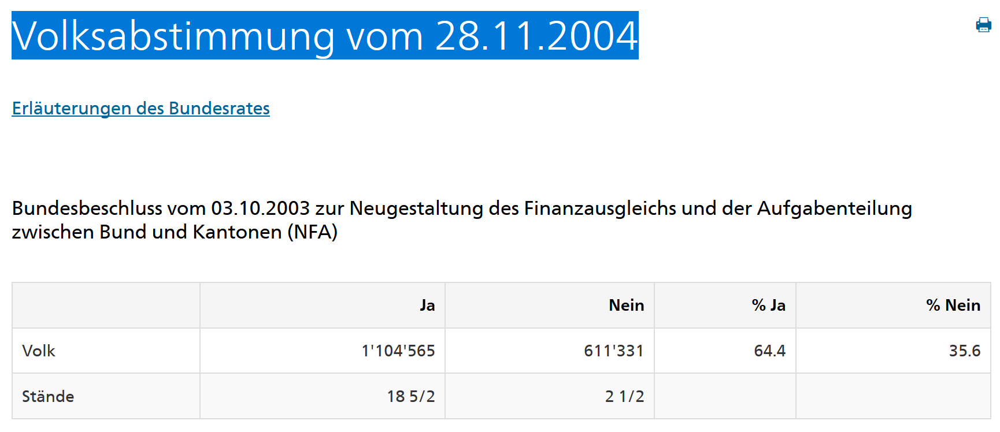 Volksabstimmung vom 28.11.2004
Erläuterungen des Bundesrates
Bundesbeschluss vom 03.10.2003 zur Neugestaltung des Finanzausgleichs und der Aufgabenteilung
zwischen Bund und Kantonen (NFA)
Ja Nein % Ja % Nein
Volk 1'104'565 611'331 64.4 35.6
Stände 18 5/2 2 1/2